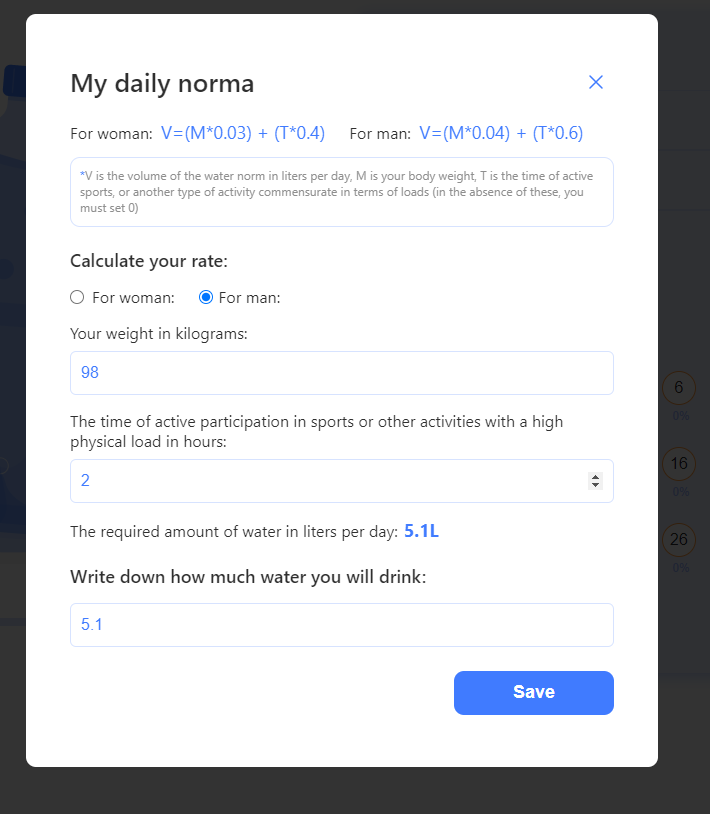 My daily norma
For woman: V=(M*0.03) + (T*0.4) For man: V=(M*0.04) + (T*0.6)
*V is the volume of the water norm in liters per day, M is your body weight, T is the time of active
sports, or another type of activity commensurate in terms of loads (in the absence of these, you
must set 0)
Calculate your rate:
For woman: For man:
Your weight in kilograms:
98
The time of active participation in sports or other activities with a high
physical load in hours:
2
The required amount of water in liters per day: 5.1L
Write down how much water you will drink:
5.1
Save
6
0%
16
0%
26
0%